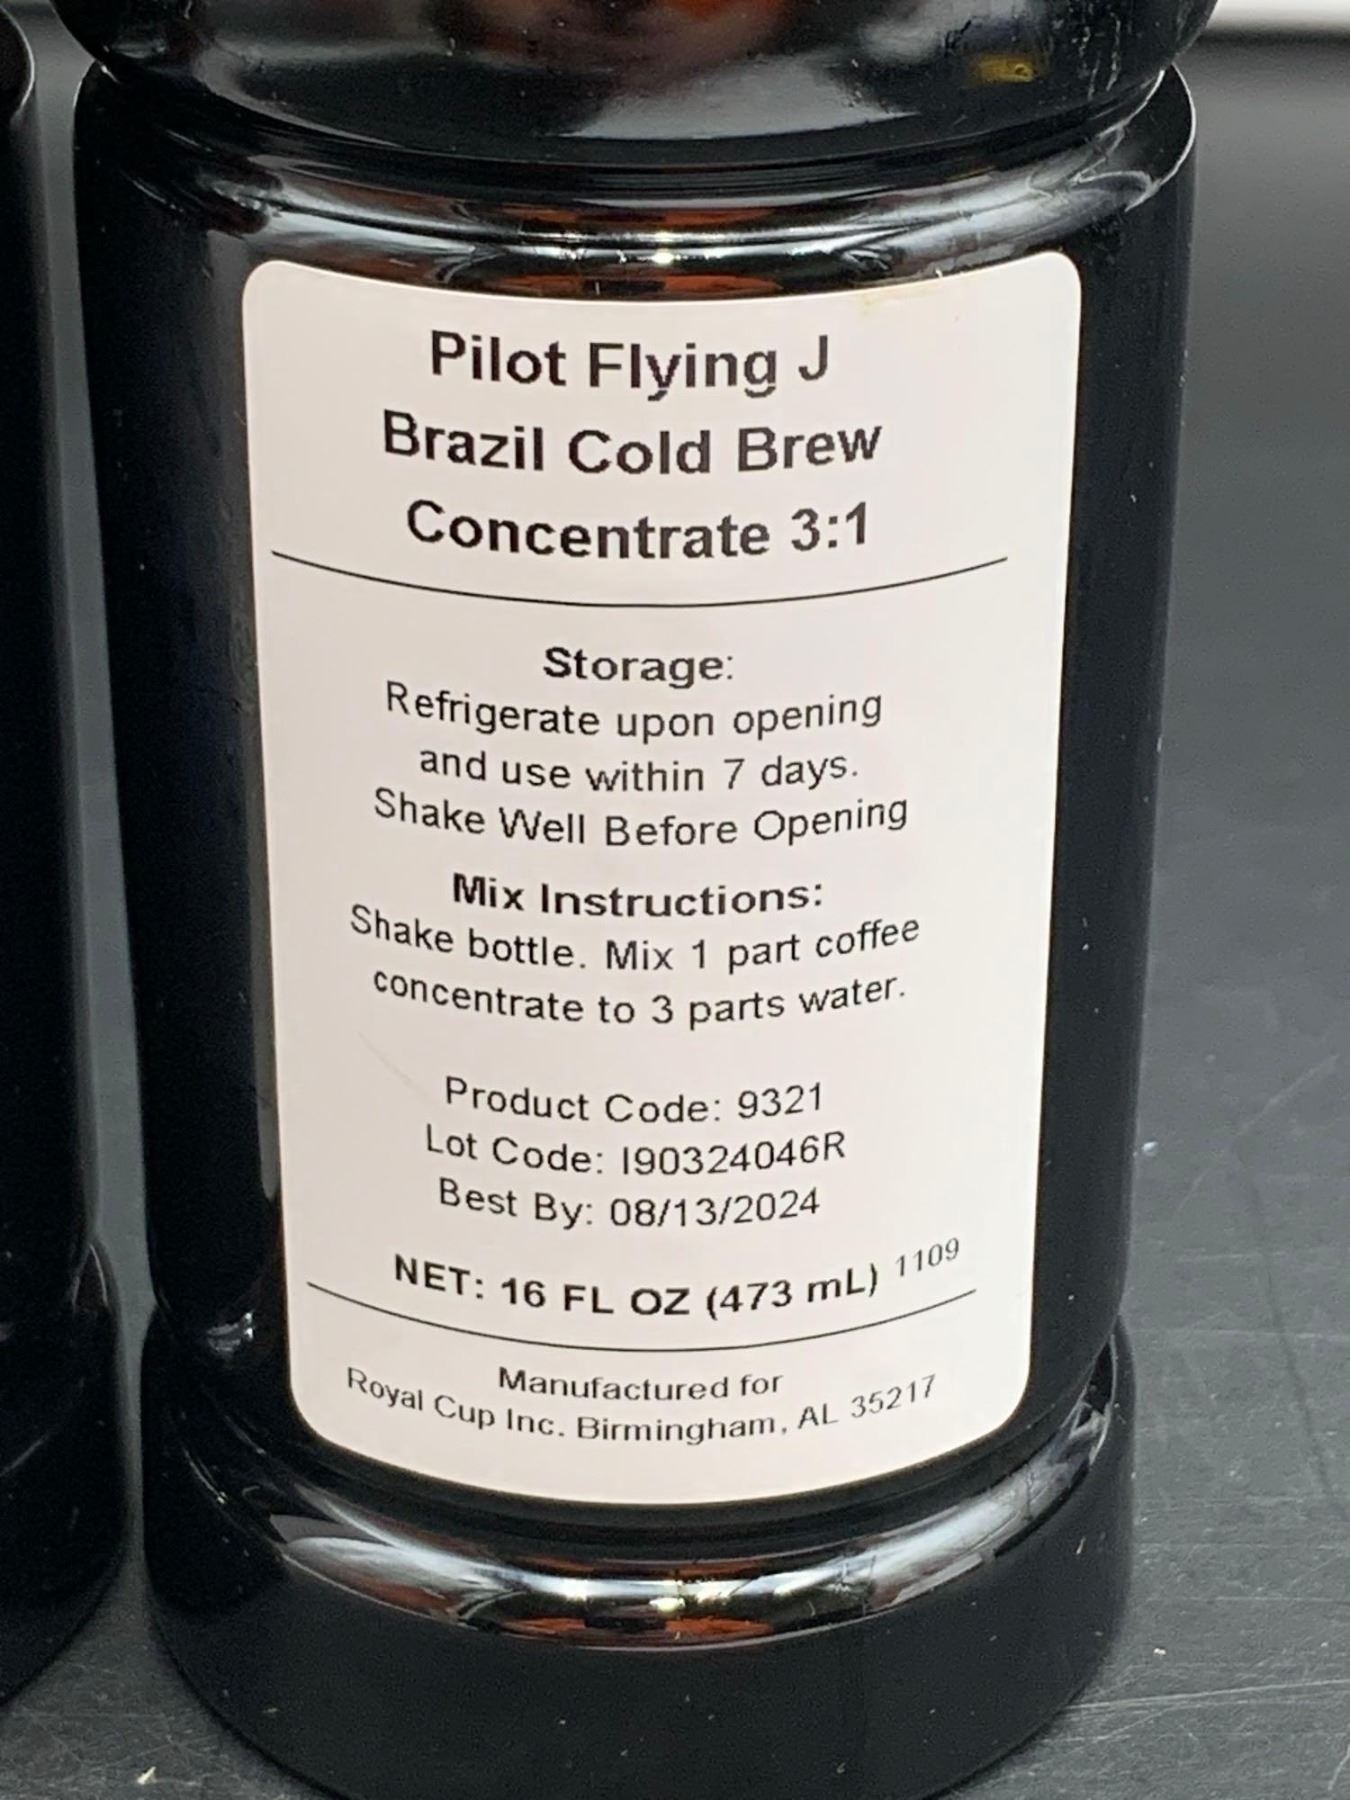 Pilot Flying J
Brazil Cold Brew
Concentrate 3:1
Storage:
Refrigerate upon opening
and use within 7 days.
Shake Well Before Opening
Mix Instructions:
Shake bottle. Mix 1 part coffee
concentrate to 3 parts water.
Product Code: 9321
Lot Code: I90324046R
Best By: 08/13/2024
NET: 16 FL OZ (473 mL) 1109
Manufactured for
Royal Cup Inc. Birmingham, AL 35217